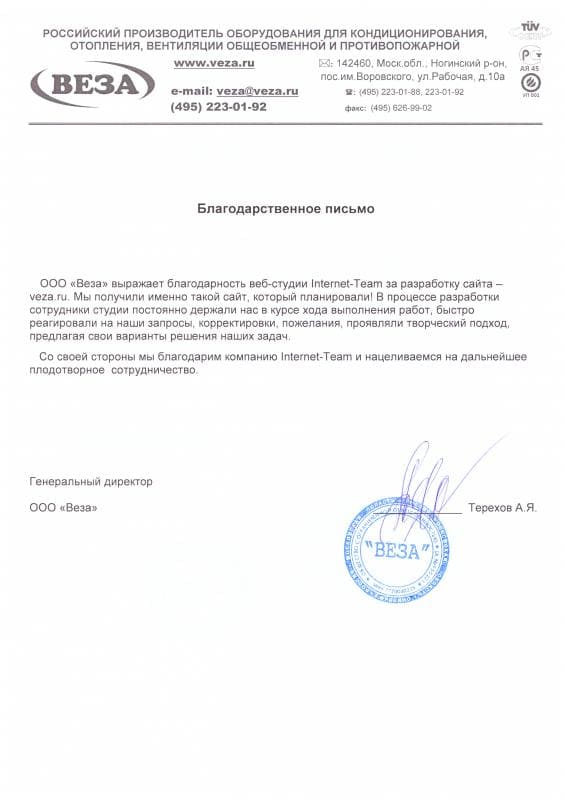 РОССИЙСКИЙ ПРОИЗВОДИТЕЛЬ ОБОРУДОВАНИЯ ДЛЯ КОНДИЦИОНИРОВАНИЯ,
ОТОПЛЕНИЯ, ВЕНТИЛЯЦИИ ОБЩЕОБМЕННОЙ И ПРОТИВОПОЖАРНОЙ
TÜV
ВЕЗА
www.veza.ru
e-mail: veza@veza.ru
(495) 223-01-92
: 142460, Моск.обл., Ногинский р-он,
пос.им.Воровского, ул.Рабочая, д.10а
: (495) 223-01-88, 223-01-92
факс: (495) 626-99-02
АЯ 45
Благодарственное письмо
ООО «Веза» выражает благодарность веб-студии Internet-Team за разработку сайта –
veza.ru. Мы получили именно такой сайт, который планировали! В процессе разработки
сотрудники студии постоянно держали нас в курсе хода выполнения работ, быстро
реагировали на наши запросы, корректировки, пожелания, проявляли творческий подход,
предлагая свои варианты решения наших задач.
Со своей стороны мы благодарим компанию Internet-Team и нацеливаемся на дальнейшее
плодотворное сотрудничество.
Генеральный директор
ООО «Веза»
Терехов А.Я.
"ВЕЗА"